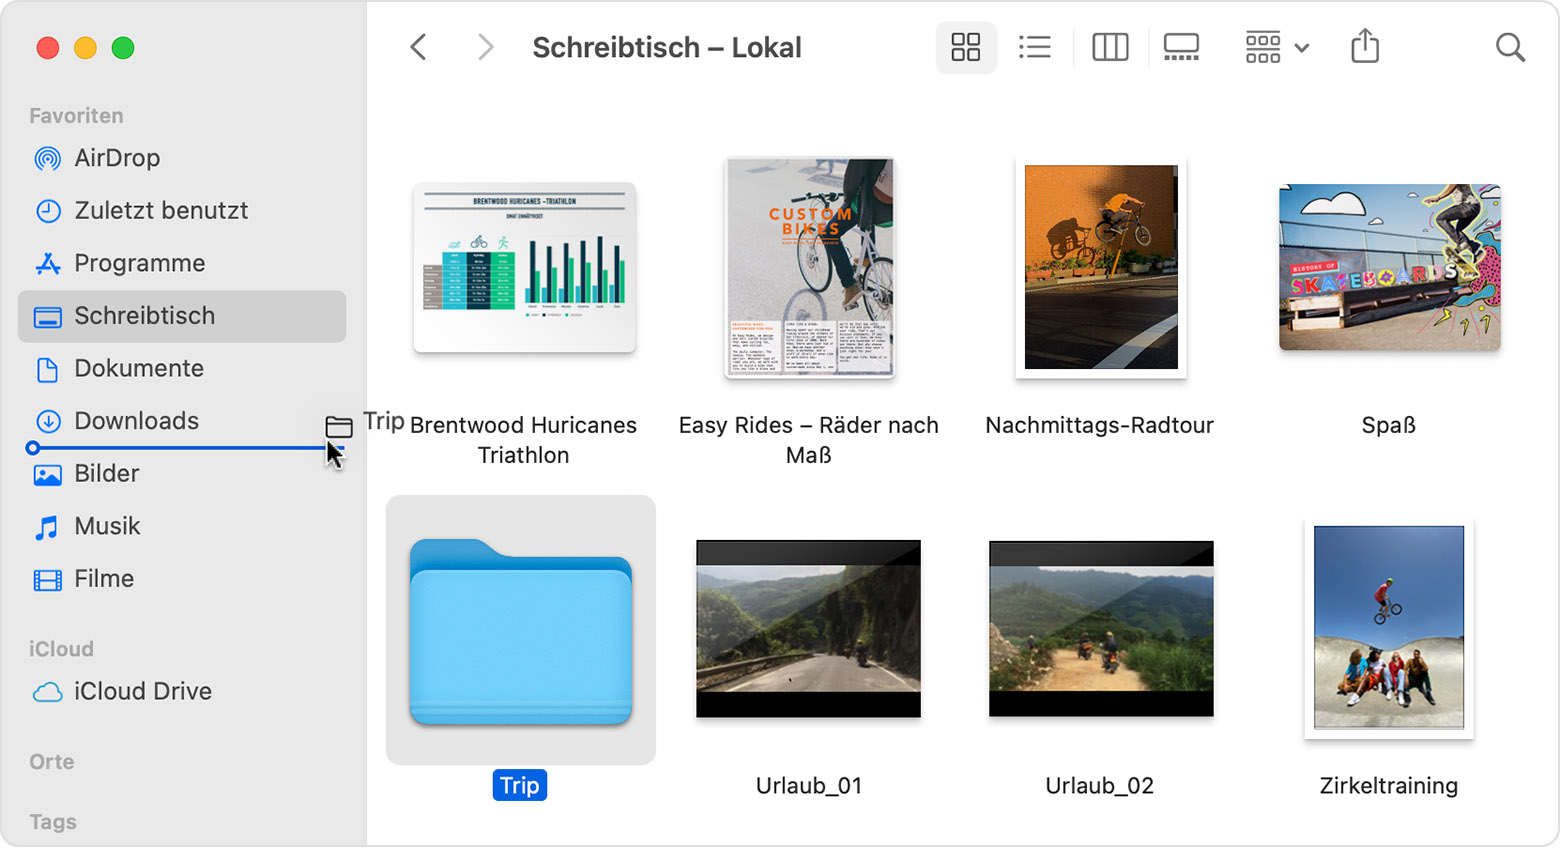 Schreibtisch – Lokal
Favoriten
AirDrop
Zuletzt benutzt
Programme
Schreibtisch
Dokumente
Downloads
Trip
Bilder
Musik
Filme
iCloud
iCloud Drive
Orte
Tags
BRENTWOOD HURICANES -TRIATHLON
OMAT ENNÄTYKSET
Brentwood Huricanes
Triathlon
CUSTOM
BIKES
Easy Rides – Räder nach
Maß
Nachmittags-Radtour
HISTORY OF
SKATEBOARDS
Spaß
Trip
Urlaub_01
Urlaub_02
Zirkeltraining